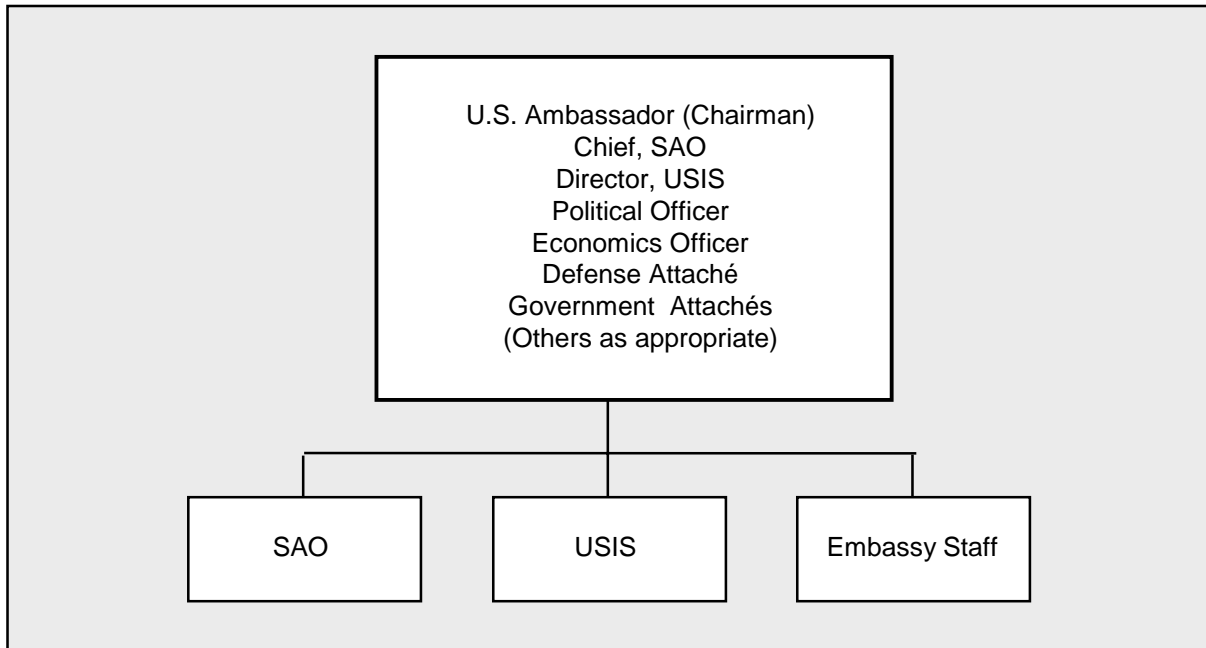 U.S. Ambassador (Chairman)
Chief, SAO
Director, USIS
Political Officer
Economics Officer
Defense Attaché
Government Attachés
(Others as appropriate)
SAO
USIS
Embassy Staff